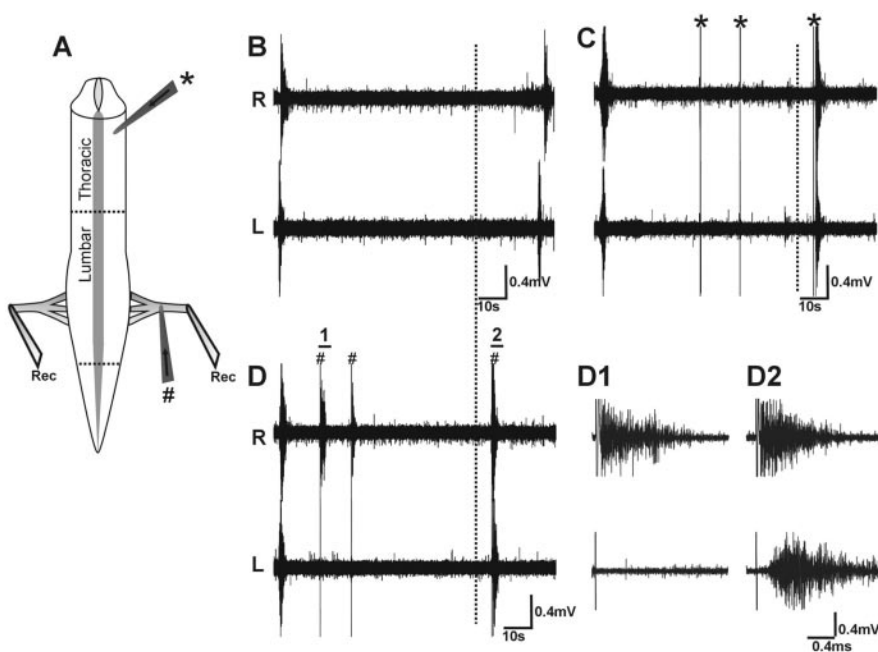 A
*
Thoracic
Lumbar
Rec
Rec
#
B
R
L
0.4mV
10s
C
* * *
0.4mV
10s
D
1 2
# # #
R
L
0.4mV
10s
D1 D2
0.4mV
0.4ms